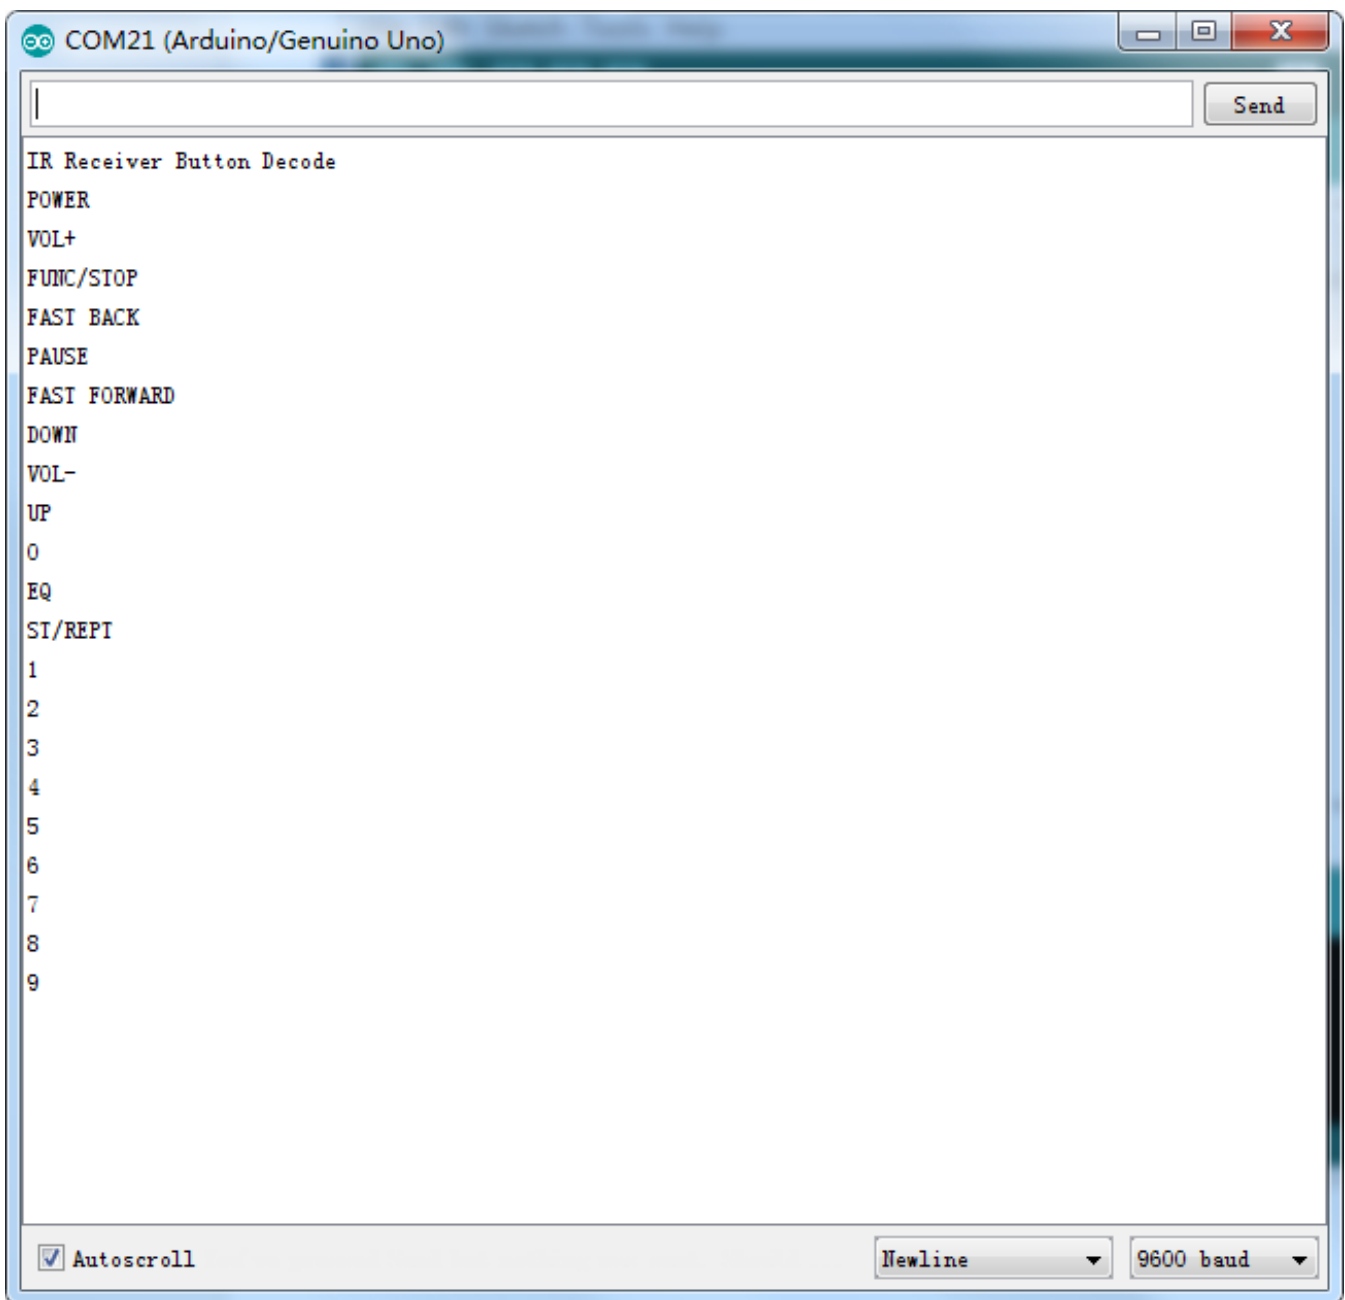 COM21 (Arduino/Genuino Uno)
Send
IR Receiver Button Decode
POWER
VOL+
FUNC/STOP
FAST BACK
PAUSE
FAST FORWARD
DOWN
VOL-
UP
0
EQ
ST/REPT
1
2
3
4
5
6
7
8
9
Autoscroll
Newline
9600 baud